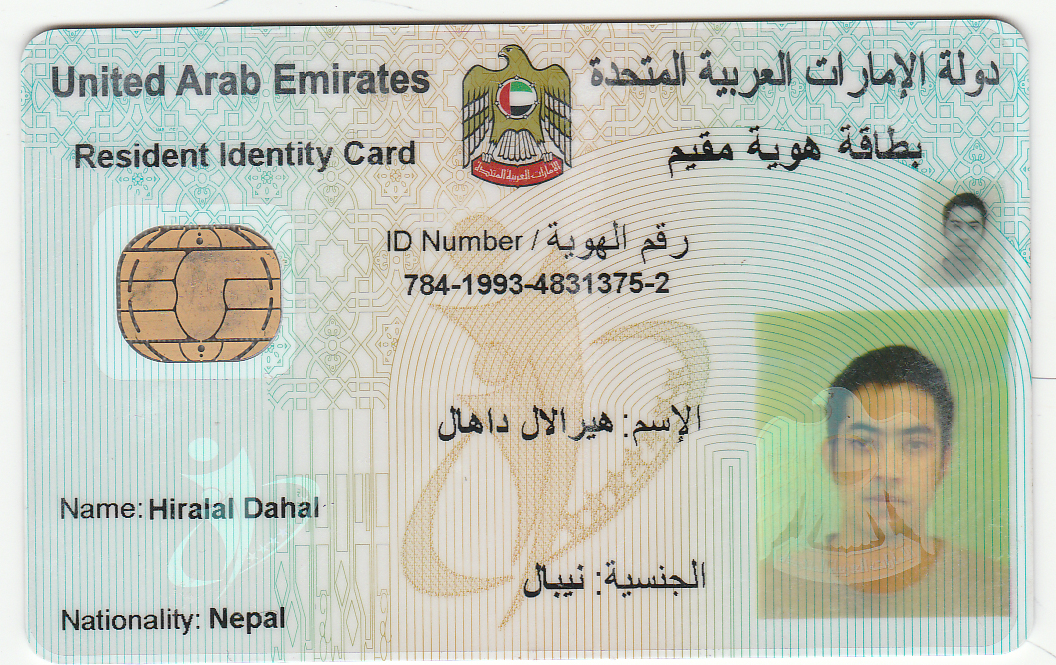 United Arab Emirates
دولة الإمارات العربية المتحدة
Resident Identity Card
بطاقة هوية مقيم
الإمارات العربية المتحدة
ID Number / رقم الهوية
784-1993-4831375-2
الإسم: هيرالال داهال
Name: Hiralal Dahal
الجنسية: نيبال
Nationality: Nepal